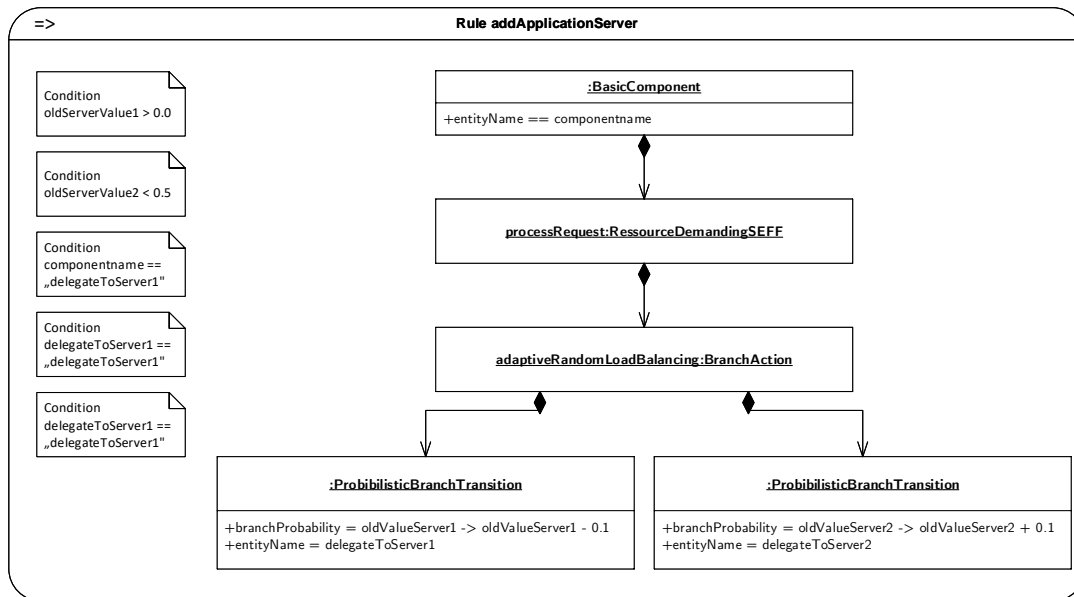 =>
Rule addApplicationServer
Condition
oldServerValue1 > 0.0
Condition
oldServerValue2 < 0.5
Condition
componentname ==
„delegateToServer1"
Condition
delegateToServer1 ==
„delegateToServer1"
Condition
delegateToServer1 ==
„delegateToServer1"
:BasicComponent
+entityName == componentname
processRequest:RessourceDemandingSEFF
adaptiveRandomLoadBalancing:BranchAction
:ProbibilisticBranchTransition
+branchProbability = oldValueServer1 -> oldValueServer1 - 0.1
+entityName = delegateToServer1
:ProbibilisticBranchTransition
+branchProbability = oldValueServer2 -> oldValueServer2 + 0.1
+entityName = delegateToServer2